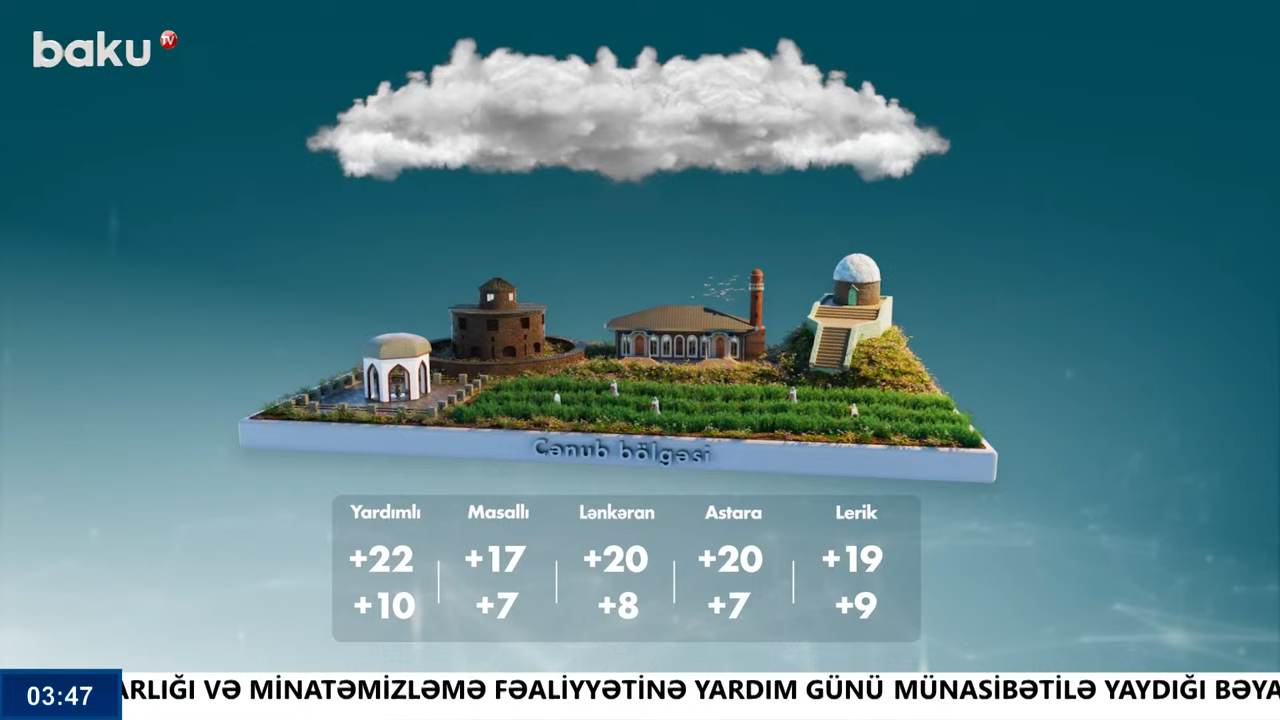 baku TV
Cənub bölgəsi
Yardımlı Masallı Lənkəran Astara Lerik
+22 +17 +20 +20 +19
+10 +7 +8 +7 +9
03:47 ARLIĞI VƏ MİNATƏMİZLƏMƏ FƏALİYYƏTİNƏ YARDIM GÜNÜ MÜNASİBƏTİLƏ YAYDIĞI BƏYA